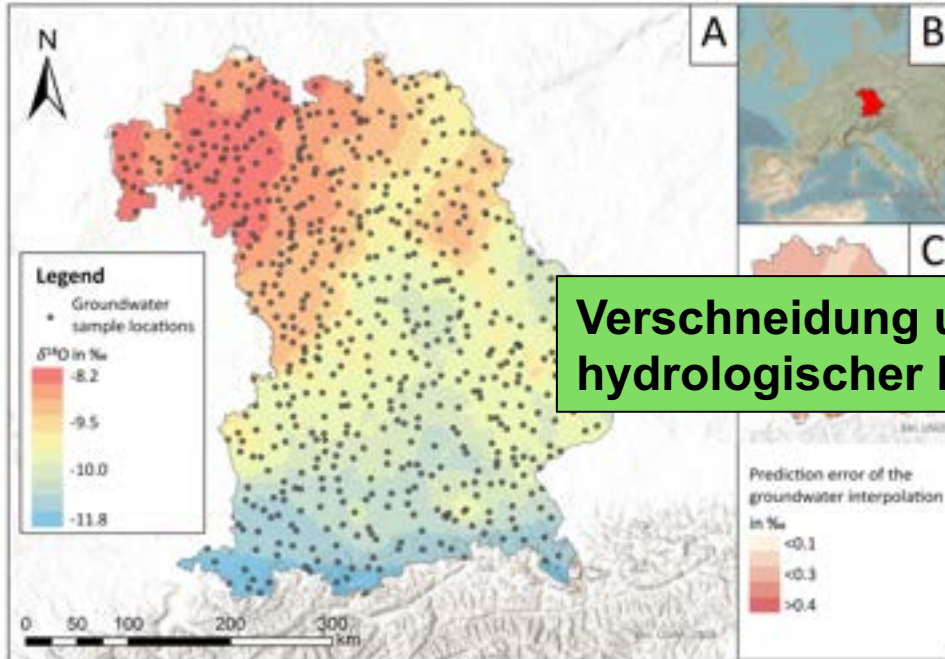 N
A
B
C
Legend
Groundwater
sample locations
δ¹⁸O in ‰
-8.2
-9.5
-10.0
-11.8
Verschneidung
hydrologischer
Prediction error of the
groundwater interpolation
in ‰
<0.1
<0.3
>0.4
0 50 100 200 300
km